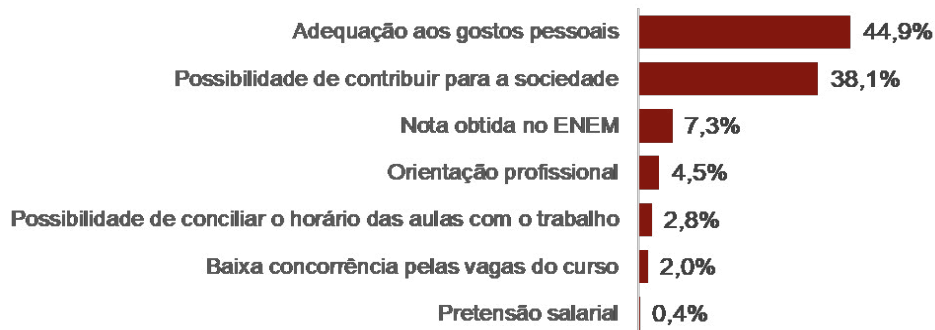 Adequação aos gostos pessoais 44,9%
Possibilidade de contribuir para a sociedade 38,1%
Nota obtida no ENEM 7,3%
Orientação profissional 4,5%
Possibilidade de conciliar o horário das aulas com o trabalho 2,8%
Baixa concorrência pelas vagas do curso 2,0%
Pretensão salarial 0,4%